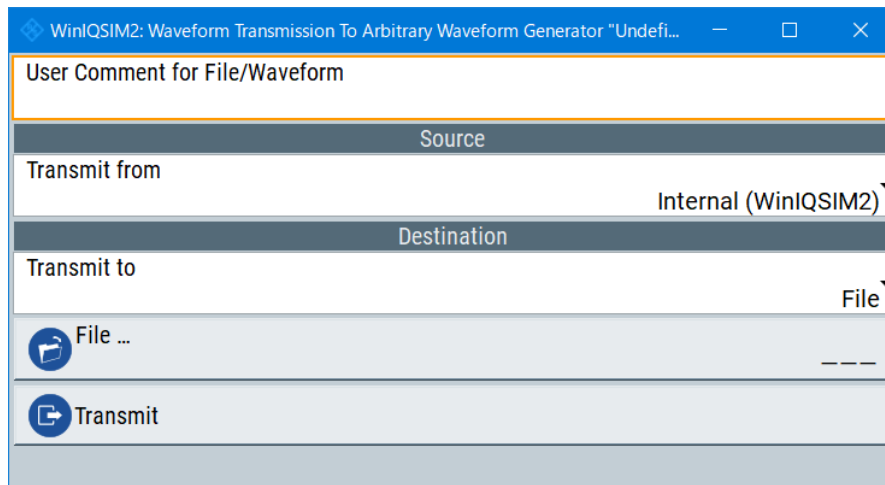 WinIQSIM2: Waveform Transmission To Arbitrary Waveform Generator "Undefi...
User Comment for File/Waveform
Source
Transmit from
Internal (WinIQSIM2)
Destination
Transmit to
File
File ...
___
Transmit